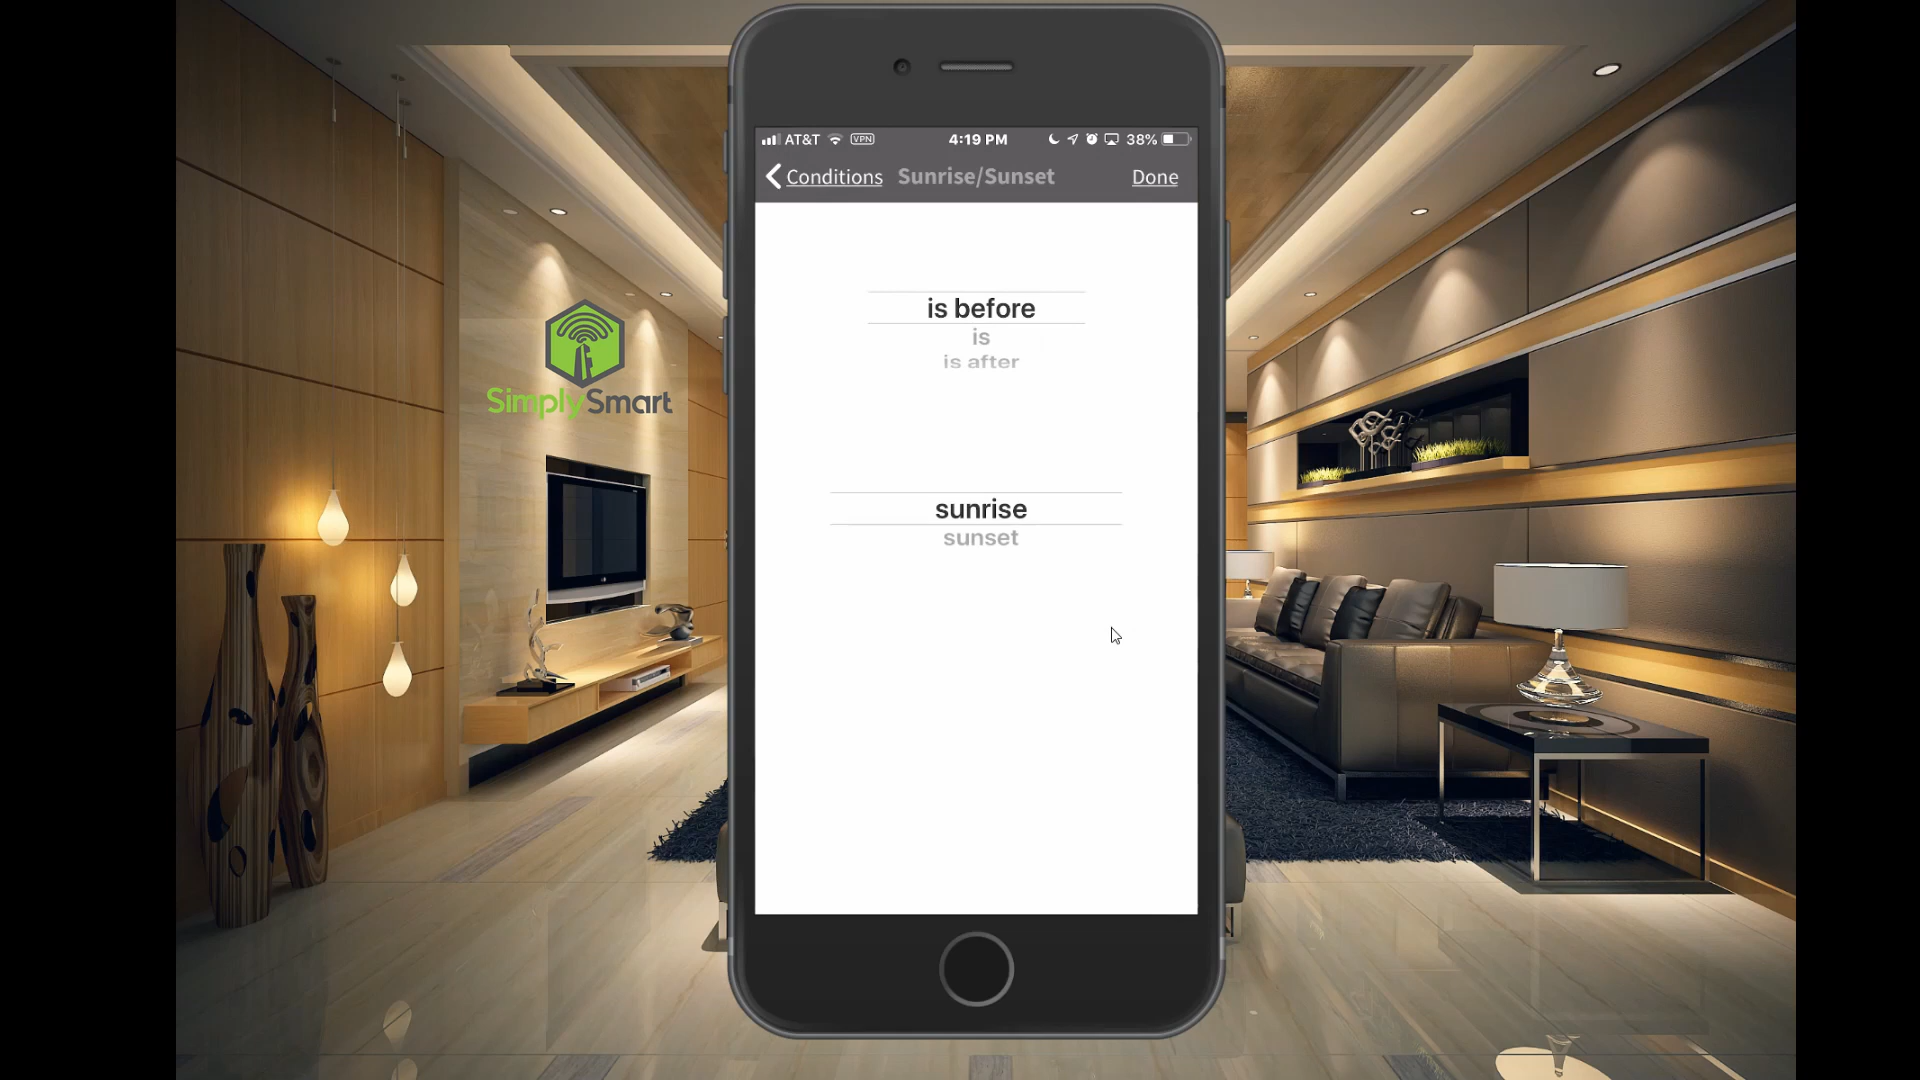 AT&T VPN 4:19 PM 38%
Conditions Sunrise/Sunset Done
is before
is
is after
SimplySmart
sunrise
sunset